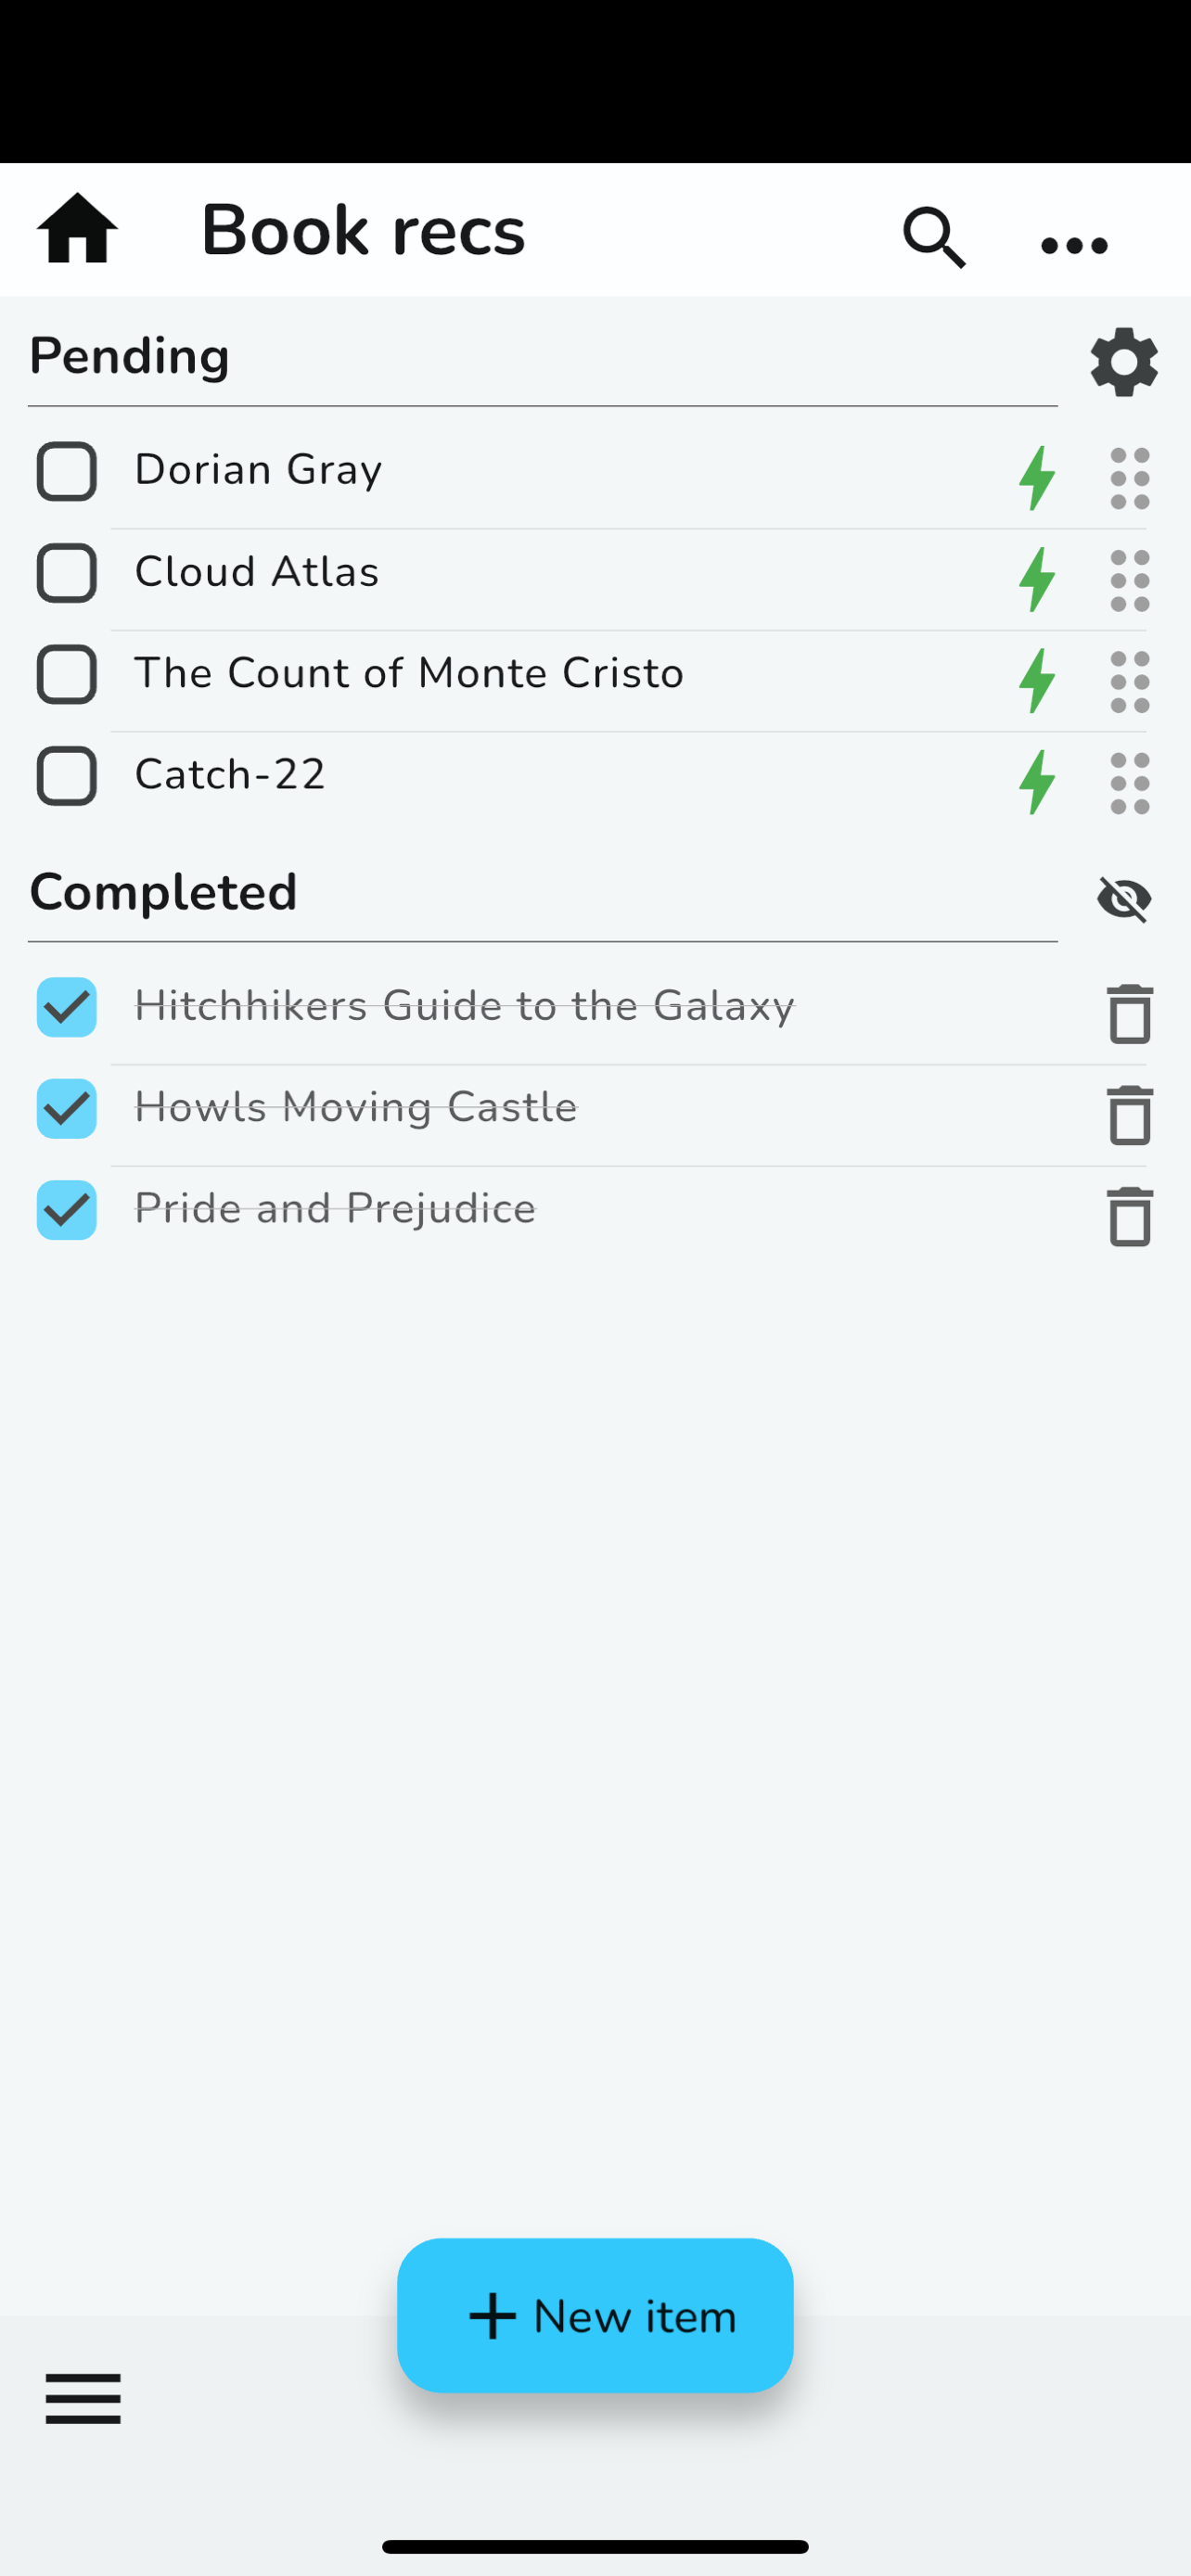 Book recs
Pending
Dorian Gray
Cloud Atlas
The Count of Monte Cristo
Catch-22
Completed
Hitchhikers Guide to the Galaxy
Howls Moving Castle
Pride and Prejudice
New item